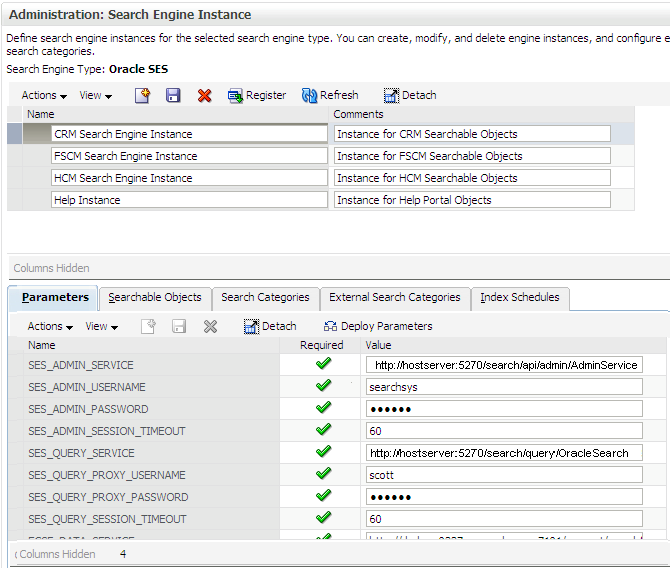 Administration: Search Engine Instance
Define search engine instances for the selected search engine type. You can create, modify, and delete engine instances, and configure
search categories.
Search Engine Type: Oracle SES
Actions View Register Refresh Detach
Name Comments
CRM Search Engine Instance Instance for CRM Searchable Objects
FSCM Search Engine Instance Instance for FSCM Searchable Objects
HCM Search Engine Instance Instance for HCM Searchable Objects
Help Instance Instance for Help Portal Objects
Columns Hidden
Parameters Searchable Objects Search Categories External Search Categories Index Schedules
Actions View Detach Deploy Parameters
Name Required Value
SES_ADMIN_SERVICE http://hostserver:5270/search/api/admin/AdminService
SES_ADMIN_USERNAME searchsys
SES_ADMIN_PASSWORD ••••••
SES_ADMIN_SESSION_TIMEOUT 60
SES_QUERY_SERVICE http://hostserver:5270/search/query/OracleSearch
SES_QUERY_PROXY_USERNAME scott
SES_QUERY_PROXY_PASSWORD ••••••
SES_QUERY_SESSION_TIMEOUT 60
Columns Hidden 4